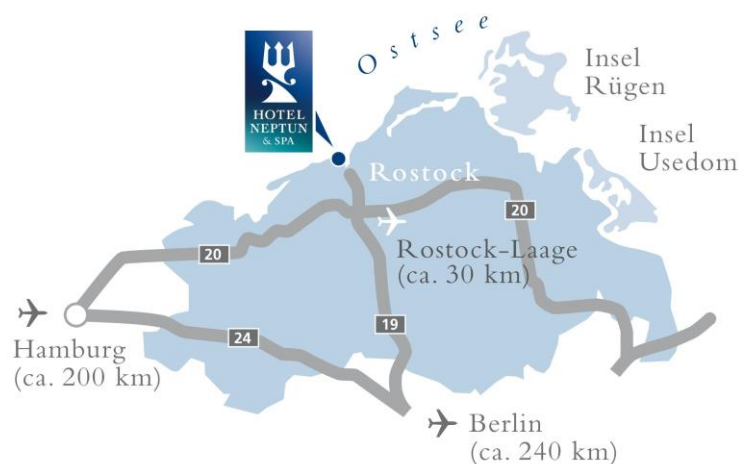 Ostsee
HOTEL
NEPTUN
& SPA
Insel
Rügen
Insel
Usedom
Rostock
20
20
Rostock-Laage
(ca. 30 km)
19
24
Hamburg
(ca. 200 km)
Berlin
(ca. 240 km)